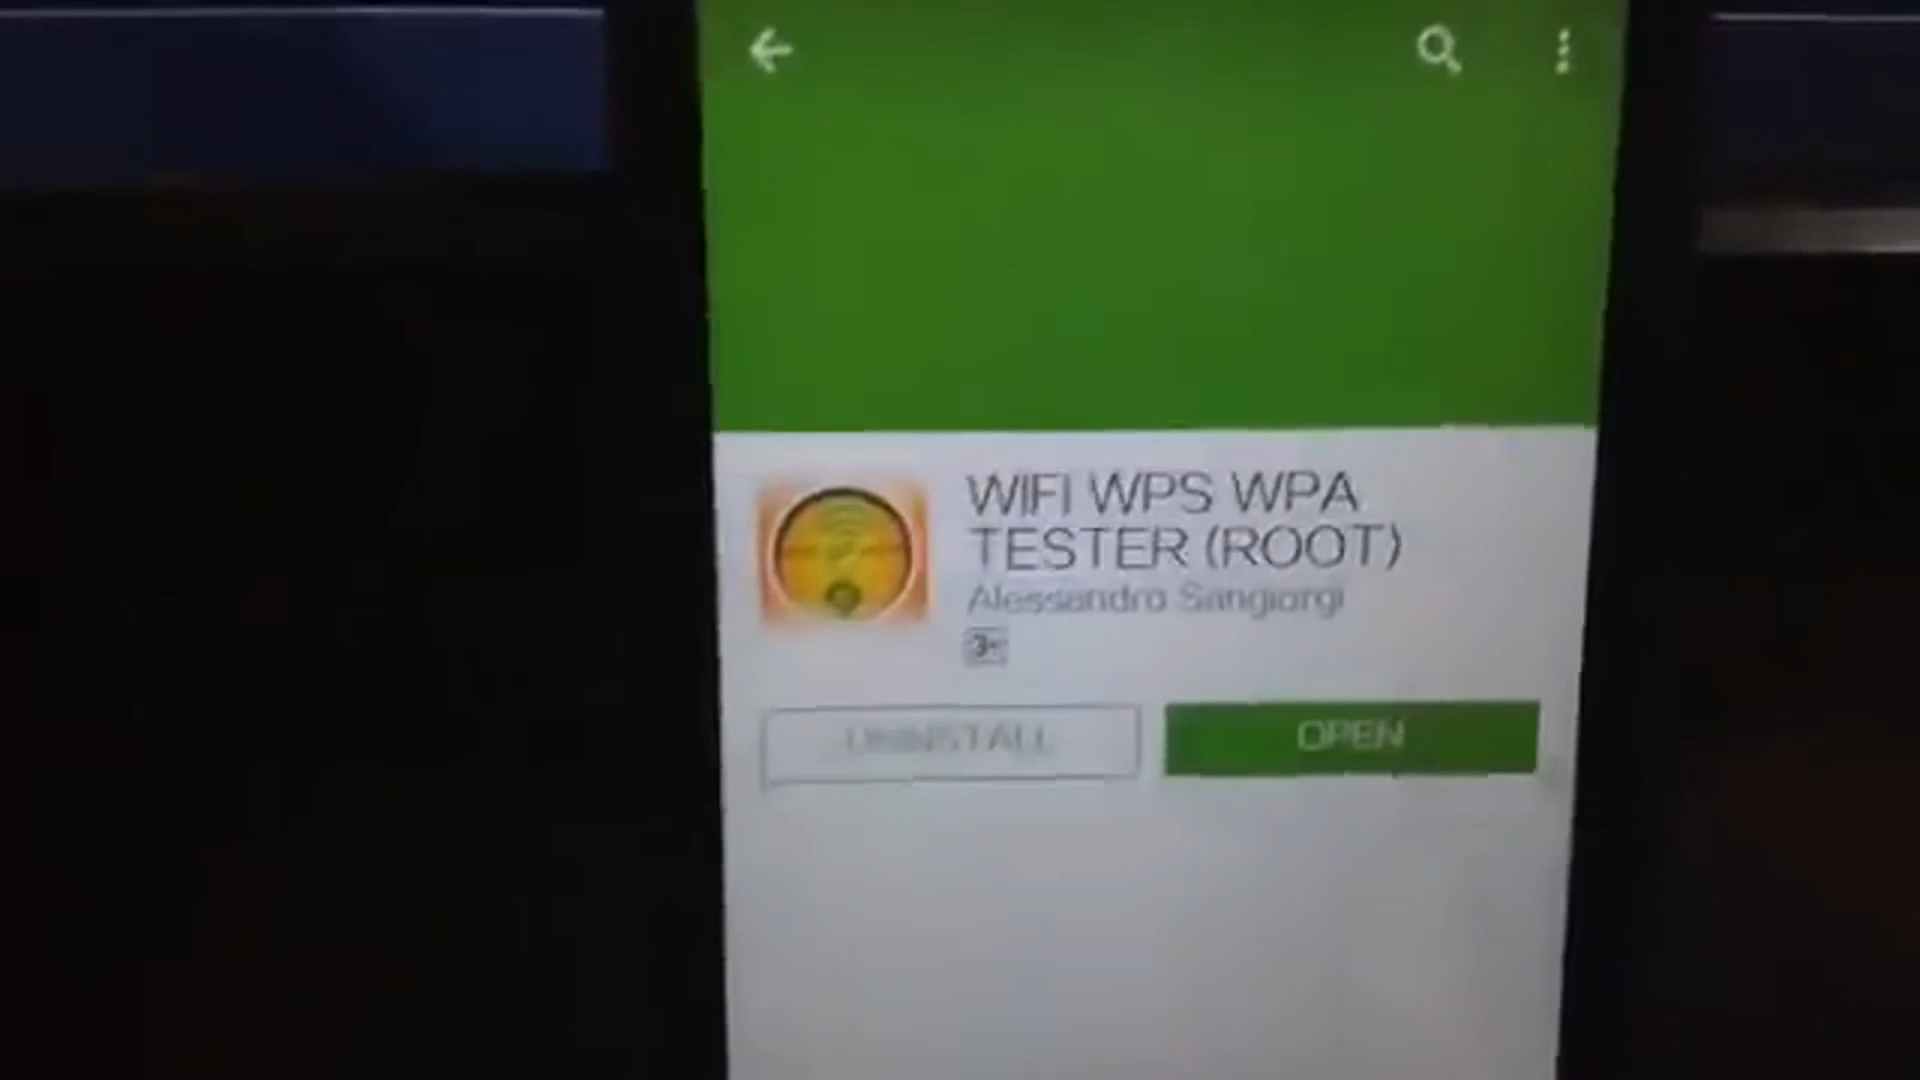 WIFI WPS WPA
TESTER (ROOT)
Alessandro Sangiorgi
3+
UNINSTALL
OPEN